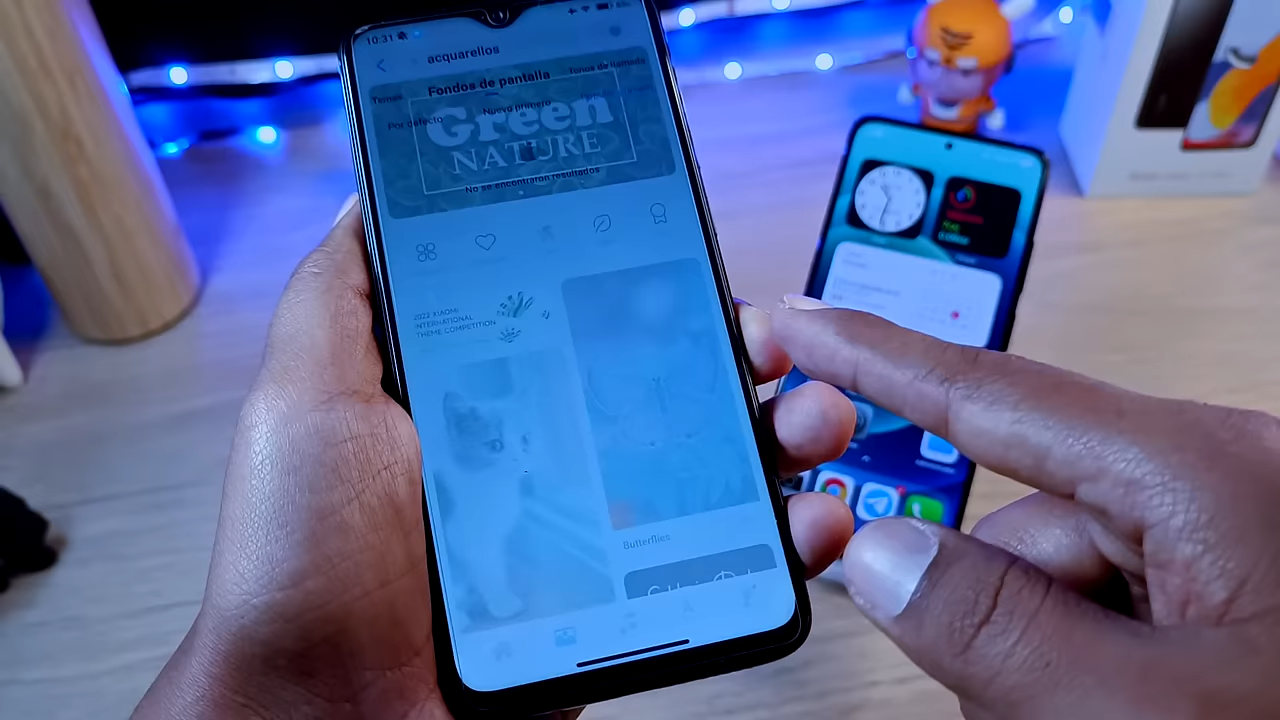 10:31
acquarellos
Temas Fondos de pantalla Tonos de llamada
Por defecto Nuevo primero
Green
NATURE
No se encontraron resultados
2022 XIAOMI
INTERNATIONAL
THEME COMPETITION
Butterflies